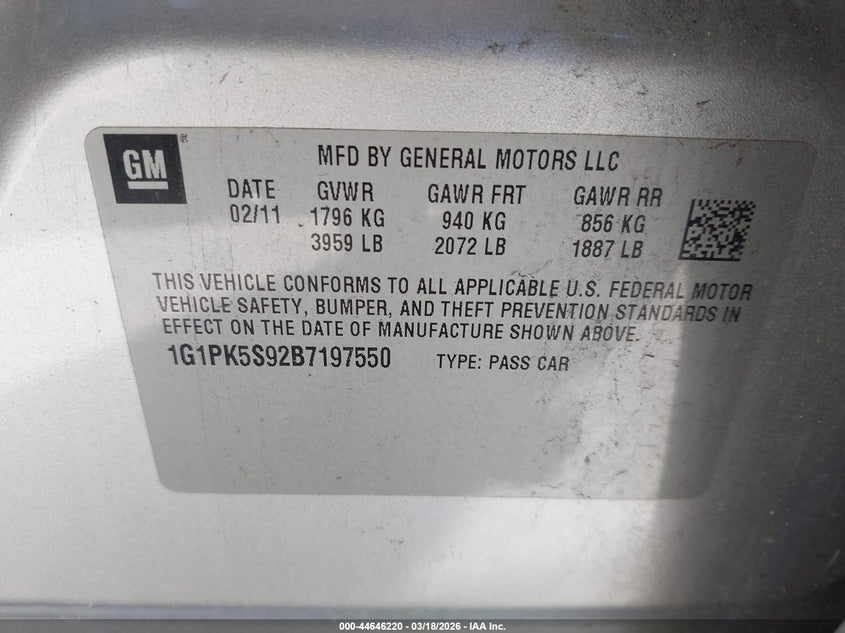 GM
®
MFD BY GENERAL MOTORS LLC
DATE GVWR GAWR FRT GAWR RR
02/11 1796 KG 940 KG 856 KG
3959 LB 2072 LB 1887 LB
THIS VEHICLE CONFORMS TO ALL APPLICABLE U.S. FEDERAL MOTOR
VEHICLE SAFETY, BUMPER, AND THEFT PREVENTION STANDARDS IN
EFFECT ON THE DATE OF MANUFACTURE SHOWN ABOVE.
1G1PK5S92B7197550 TYPE: PASS CAR
000-44646220 - 03/18/2026 - IAA Inc.